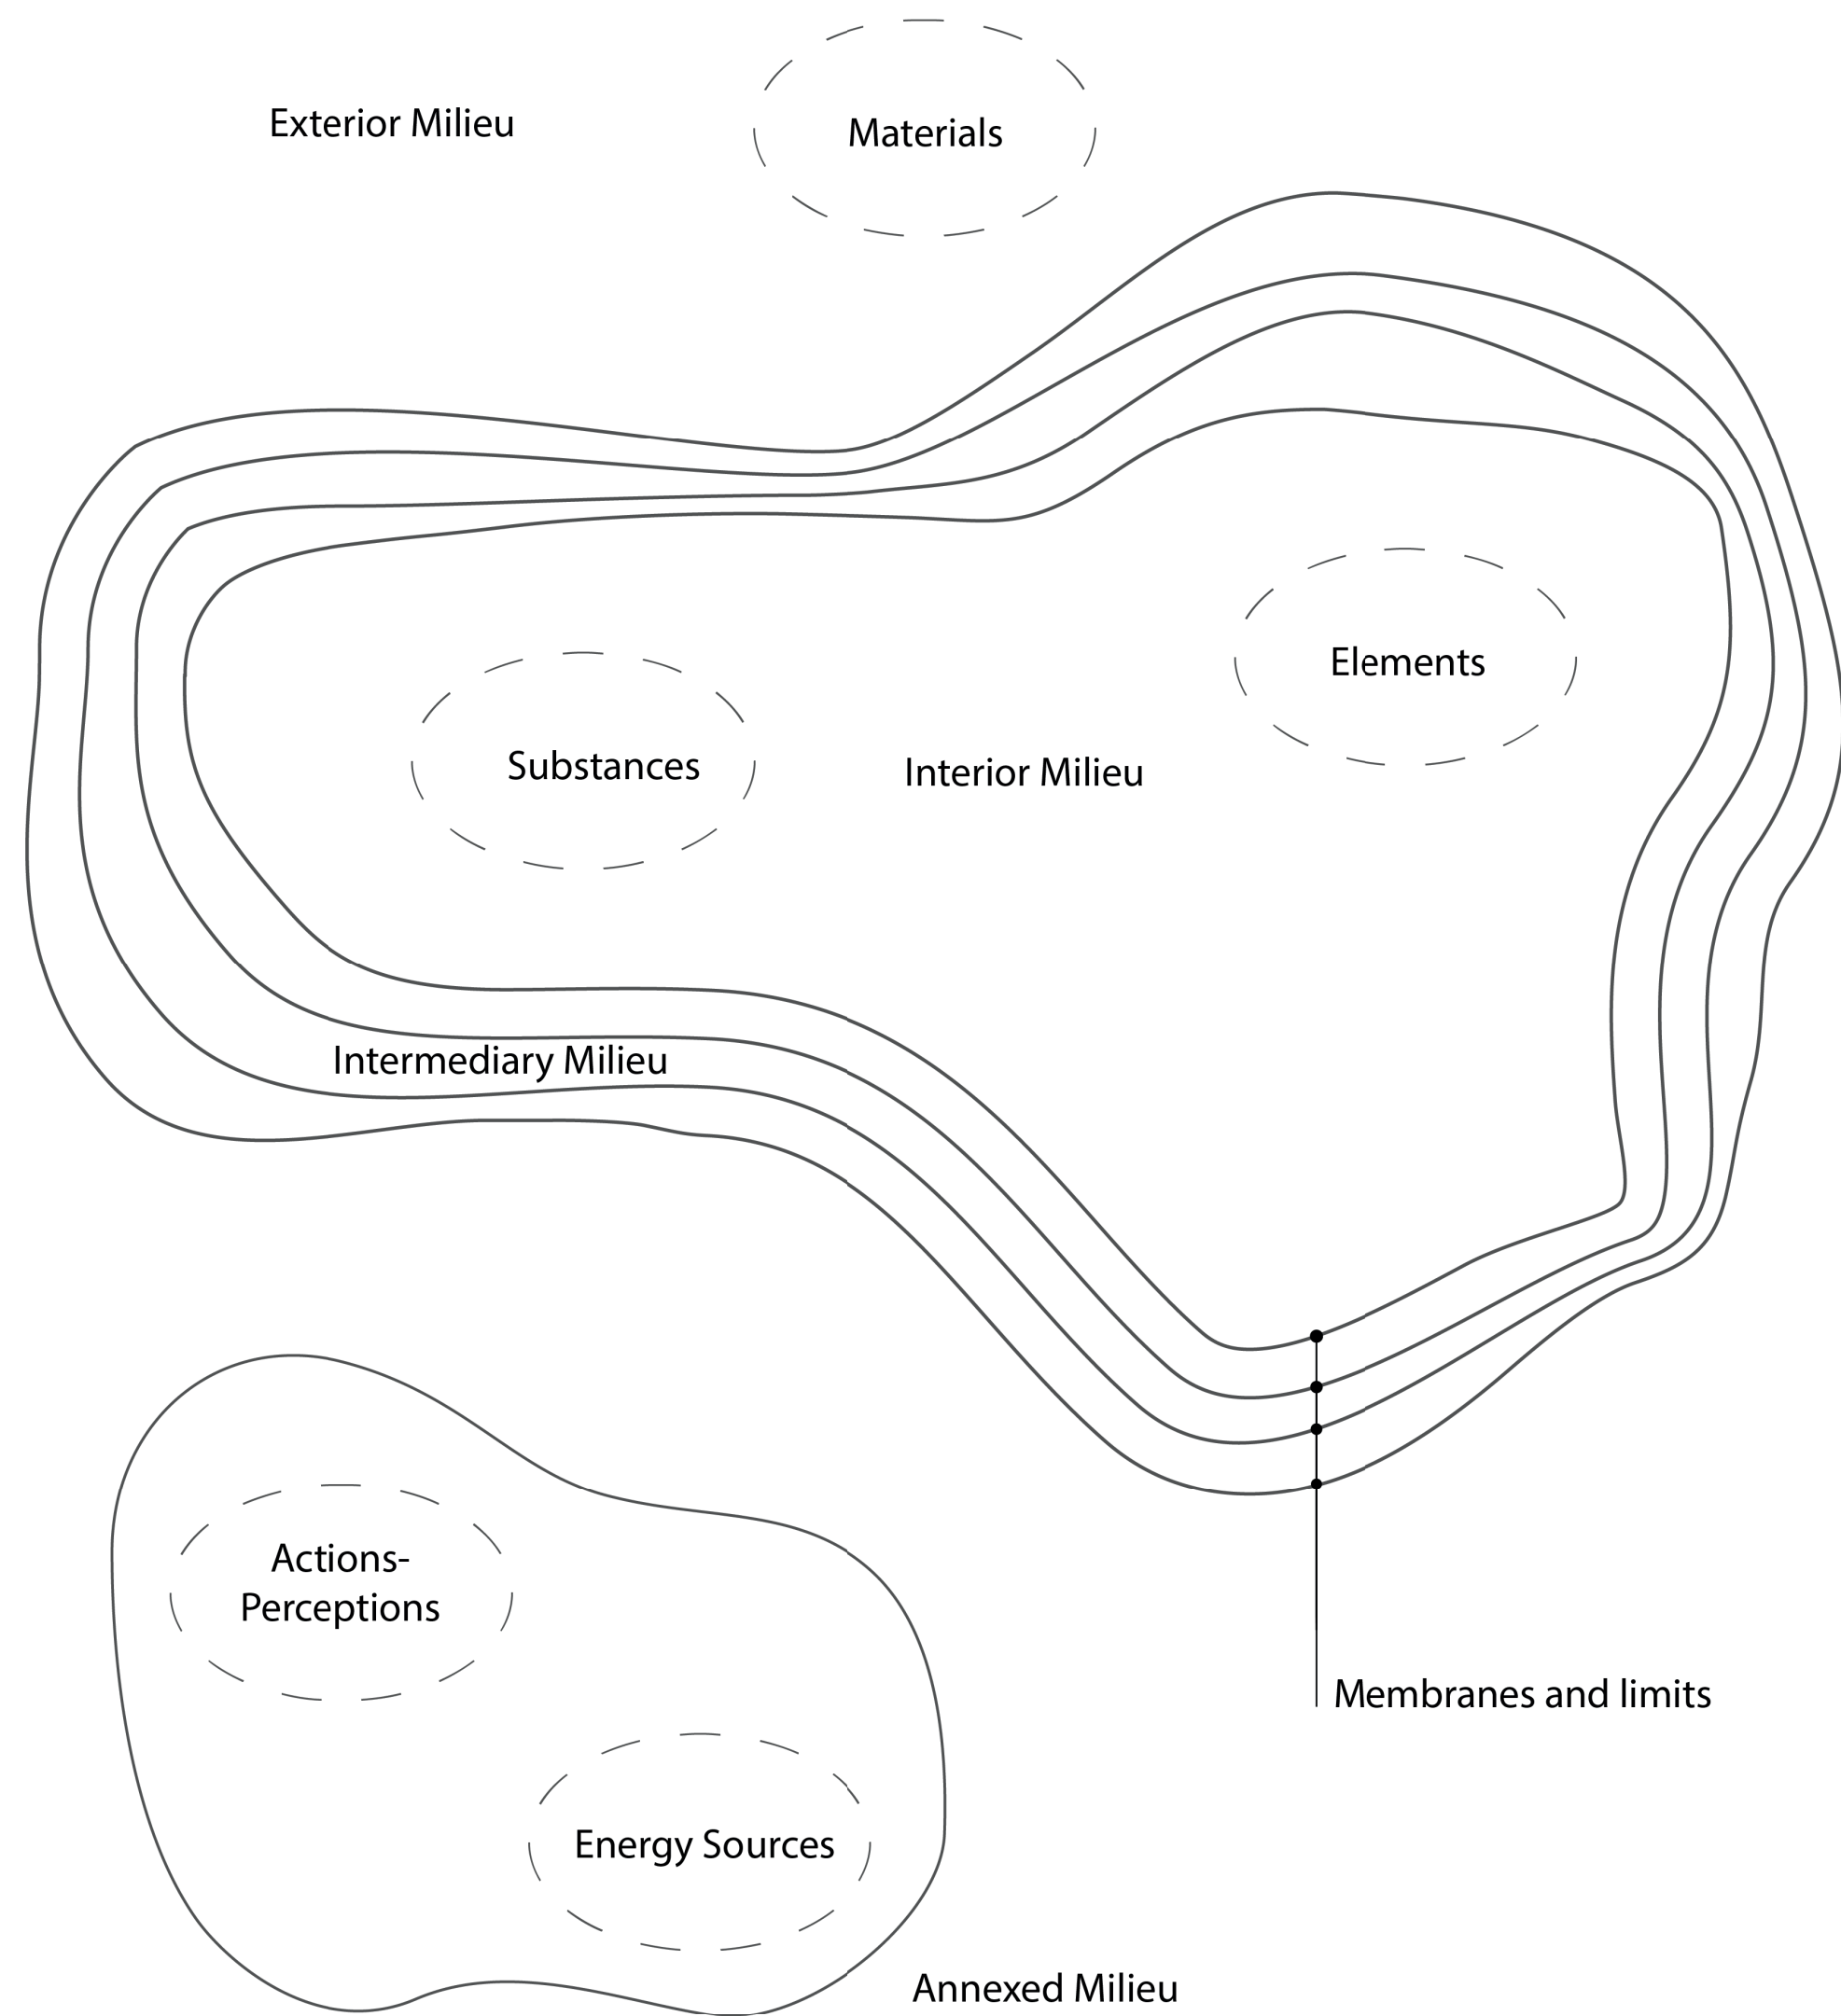 Exterior Milieu
Materials
Elements
Substances
Interior Milieu
Intermediary Milieu
Actions-
Perceptions
Membranes and limits
Energy Sources
Annexed Milieu